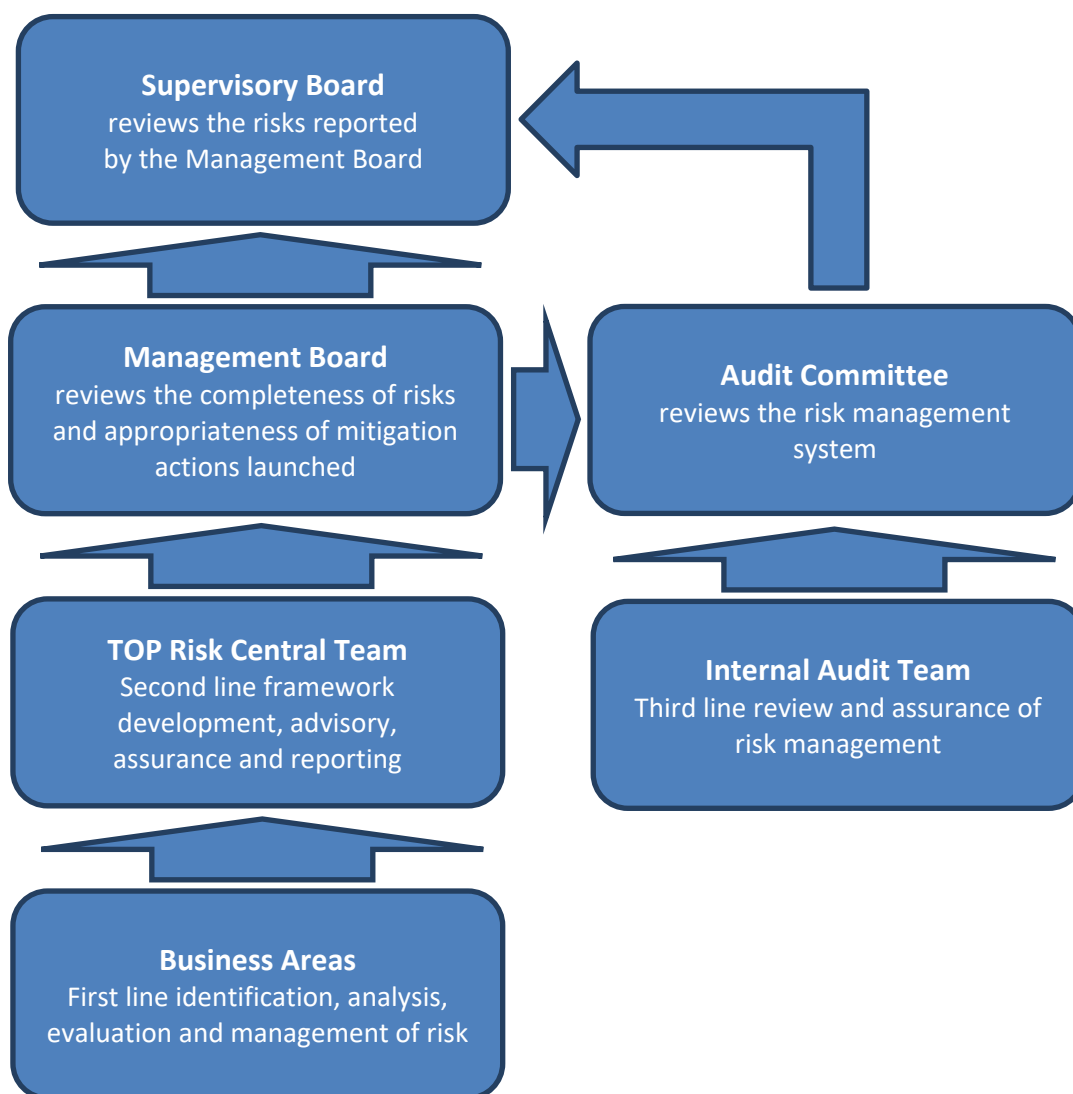 Supervisory Board
reviews the risks reported
by the Management Board
Management Board
reviews the completeness of risks
and appropriateness of mitigation
actions launched
Audit Committee
reviews the risk management
system
TOP Risk Central Team
Second line framework
development, advisory,
assurance and reporting
Internal Audit Team
Third line review and assurance of
risk management
Business Areas
First line identification, analysis,
evaluation and management of risk